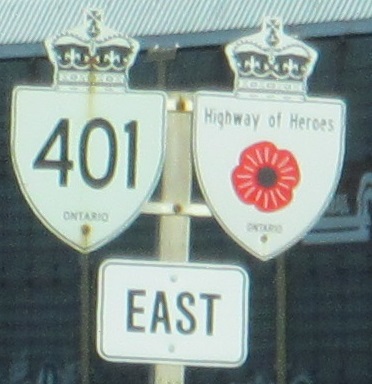 401
ONTARIO
Highway of Heroes
ONTARIO
EAST